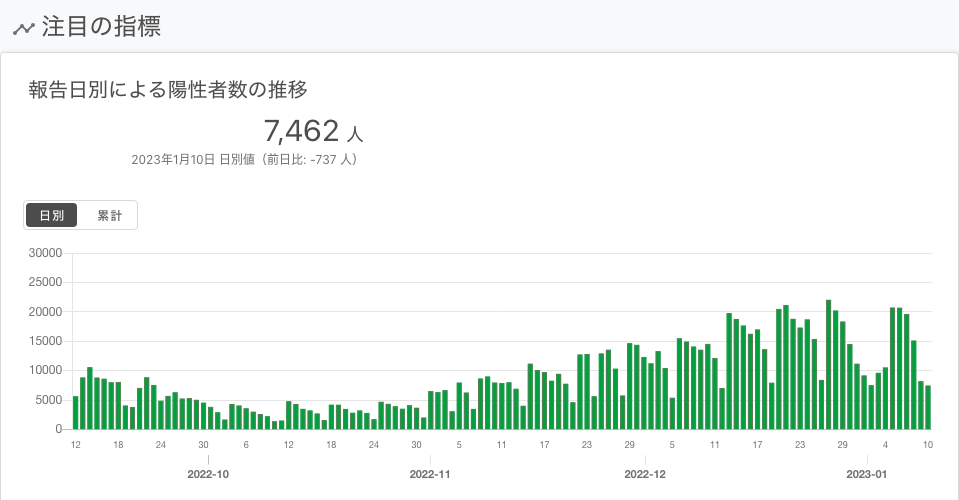 注目の指標
報告日別による陽性者数の推移
7,462 人
2023年1月10日 日別値（前日比: -737 人）
日別 累計
30000
25000
20000
15000
10000
5000
0
12 18 24 30 6 12 18 24 30 5 11 17 23 29 5 11 17 23 29 4 10
2022-10 2022-11 2022-12 2023-01